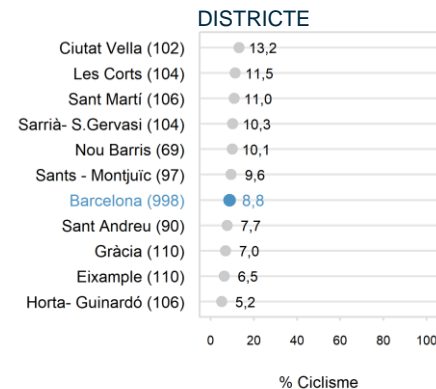 DISTRICTE
Ciutat Vella (102) 13,2
Les Corts (104) 11,5
Sant Martí (106) 11,0
Sarrià- S.Gervasi (104) 10,3
Nou Barris (69) 10,1
Sants - Montjuïc (97) 9,6
Barcelona (998) 8,8
Sant Andreu (90) 7,7
Gràcia (110) 7,0
Eixample (110) 6,5
Horta- Guinardó (106) 5,2
0 20 40 60 80 100
% Ciclisme